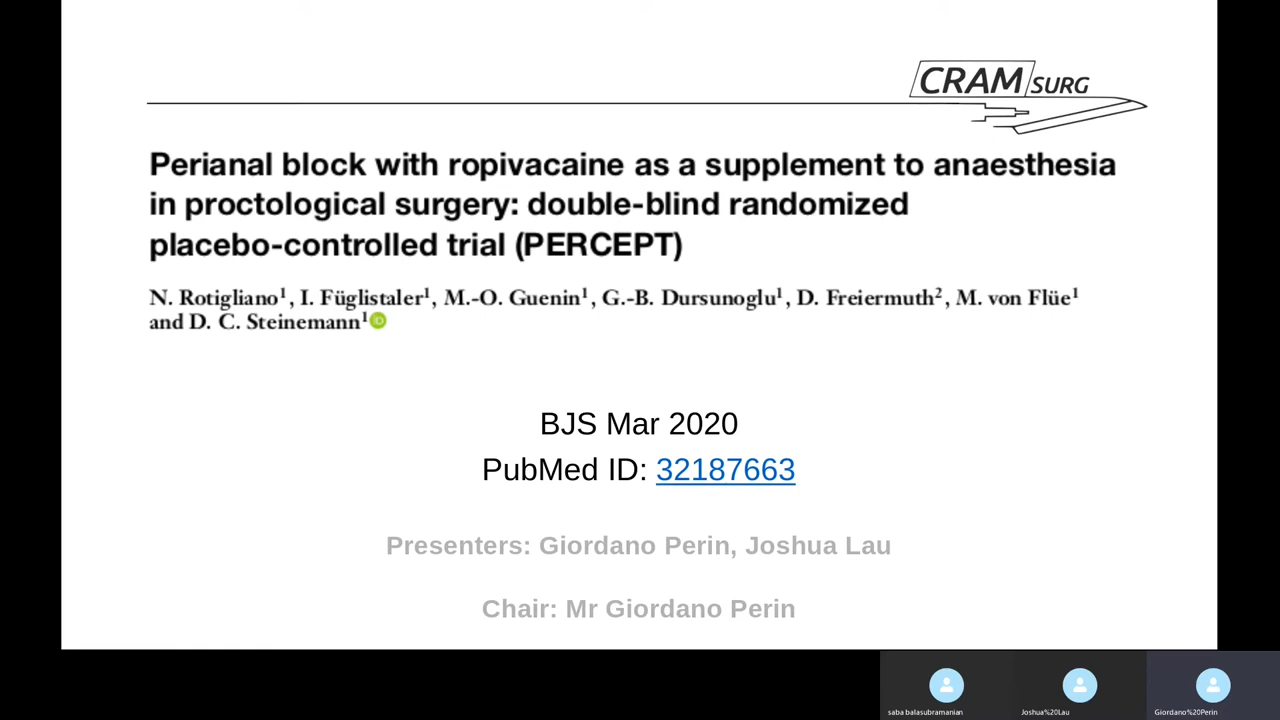 CRAM SURG
Perianal block with ropivacaine as a supplement to anaesthesia
in proctological surgery: double-blind randomized
placebo-controlled trial (PERCEPT)
N. Rotigliano1, I. Füglistaler1, M.-O. Guenin1, G.-B. Dursunoglu1, D. Freiermuth2, M. von Flüe1
and D. C. Steinemann1 iD
BJS Mar 2020
PubMed ID: 32187663
Presenters: Giordano Perin, Joshua Lau
Chair: Mr Giordano Perin
saba balasubramanian
Joshua%20Lau
Giordano%20Perin